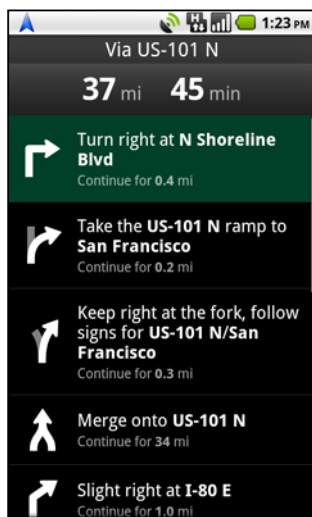 H 1:23 PM
Via US-101 N
37 mi 45 min
Turn right at N Shoreline
Blvd
Continue for 0.4 mi
Take the US-101 N ramp to
San Francisco
Continue for 0.2 mi
Keep right at the fork, follow
signs for US-101 N/San
Francisco
Continue for 0.3 mi
Merge onto US-101 N
Continue for 34 mi
Slight right at I-80 E
Continue for 1.0 mi